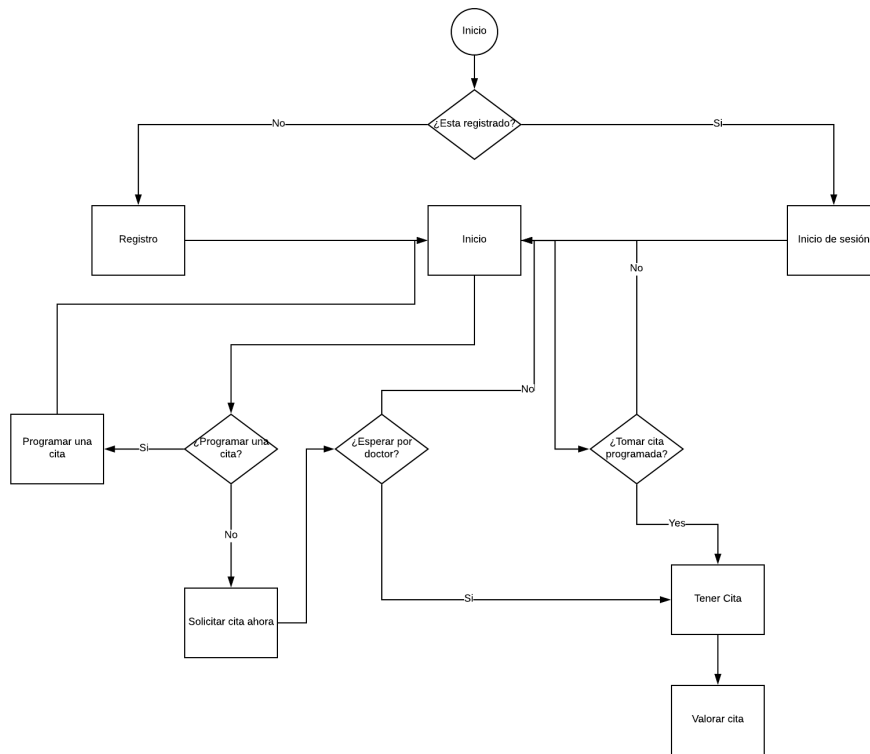 Inicio
¿Esta registrado?
No
Si
Registro
Inicio
Inicio de sesión
No
No
Programar una
cita
Si
¿Programar una
cita?
¿Esperar por
doctor?
¿Tomar cita
programada?
No
Yes
Solicitar cita ahora
Si
Tener Cita
Valorar cita